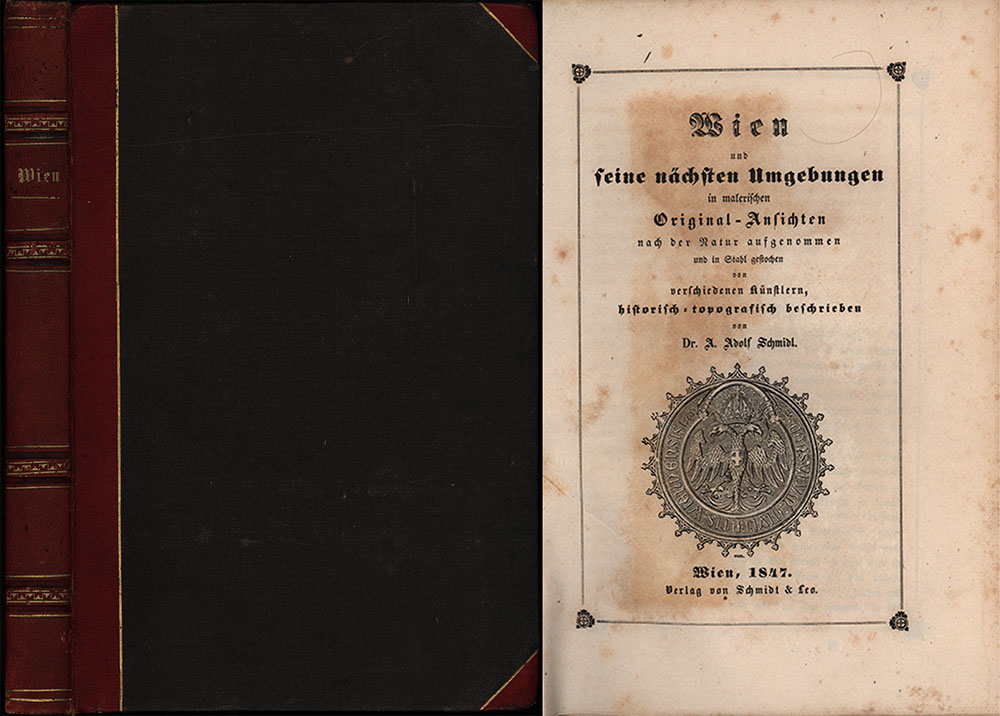 Wien
Wien
und
seine nächsten Umgebungen
in malerischen
Original-Ansichten
nach der Natur aufgenommen
und in Stahl gestochen
von
verschiedenen Künstlern,
historisch-topografisch beschrieben
von
Dr. A. Adolf Schmidl.
Wien, 1847.
Verlag von Schmidt & Leo.